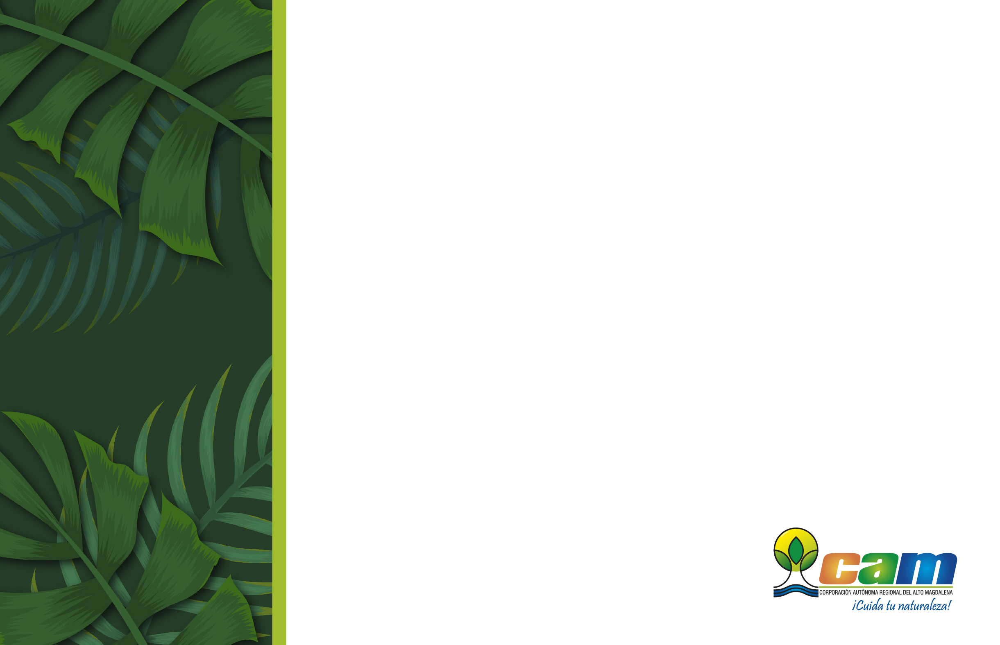 cam
CORPORACIÓN AUTÓNOMA REGIONAL DEL ALTO MAGDALENA
¡Cuida tu naturaleza!